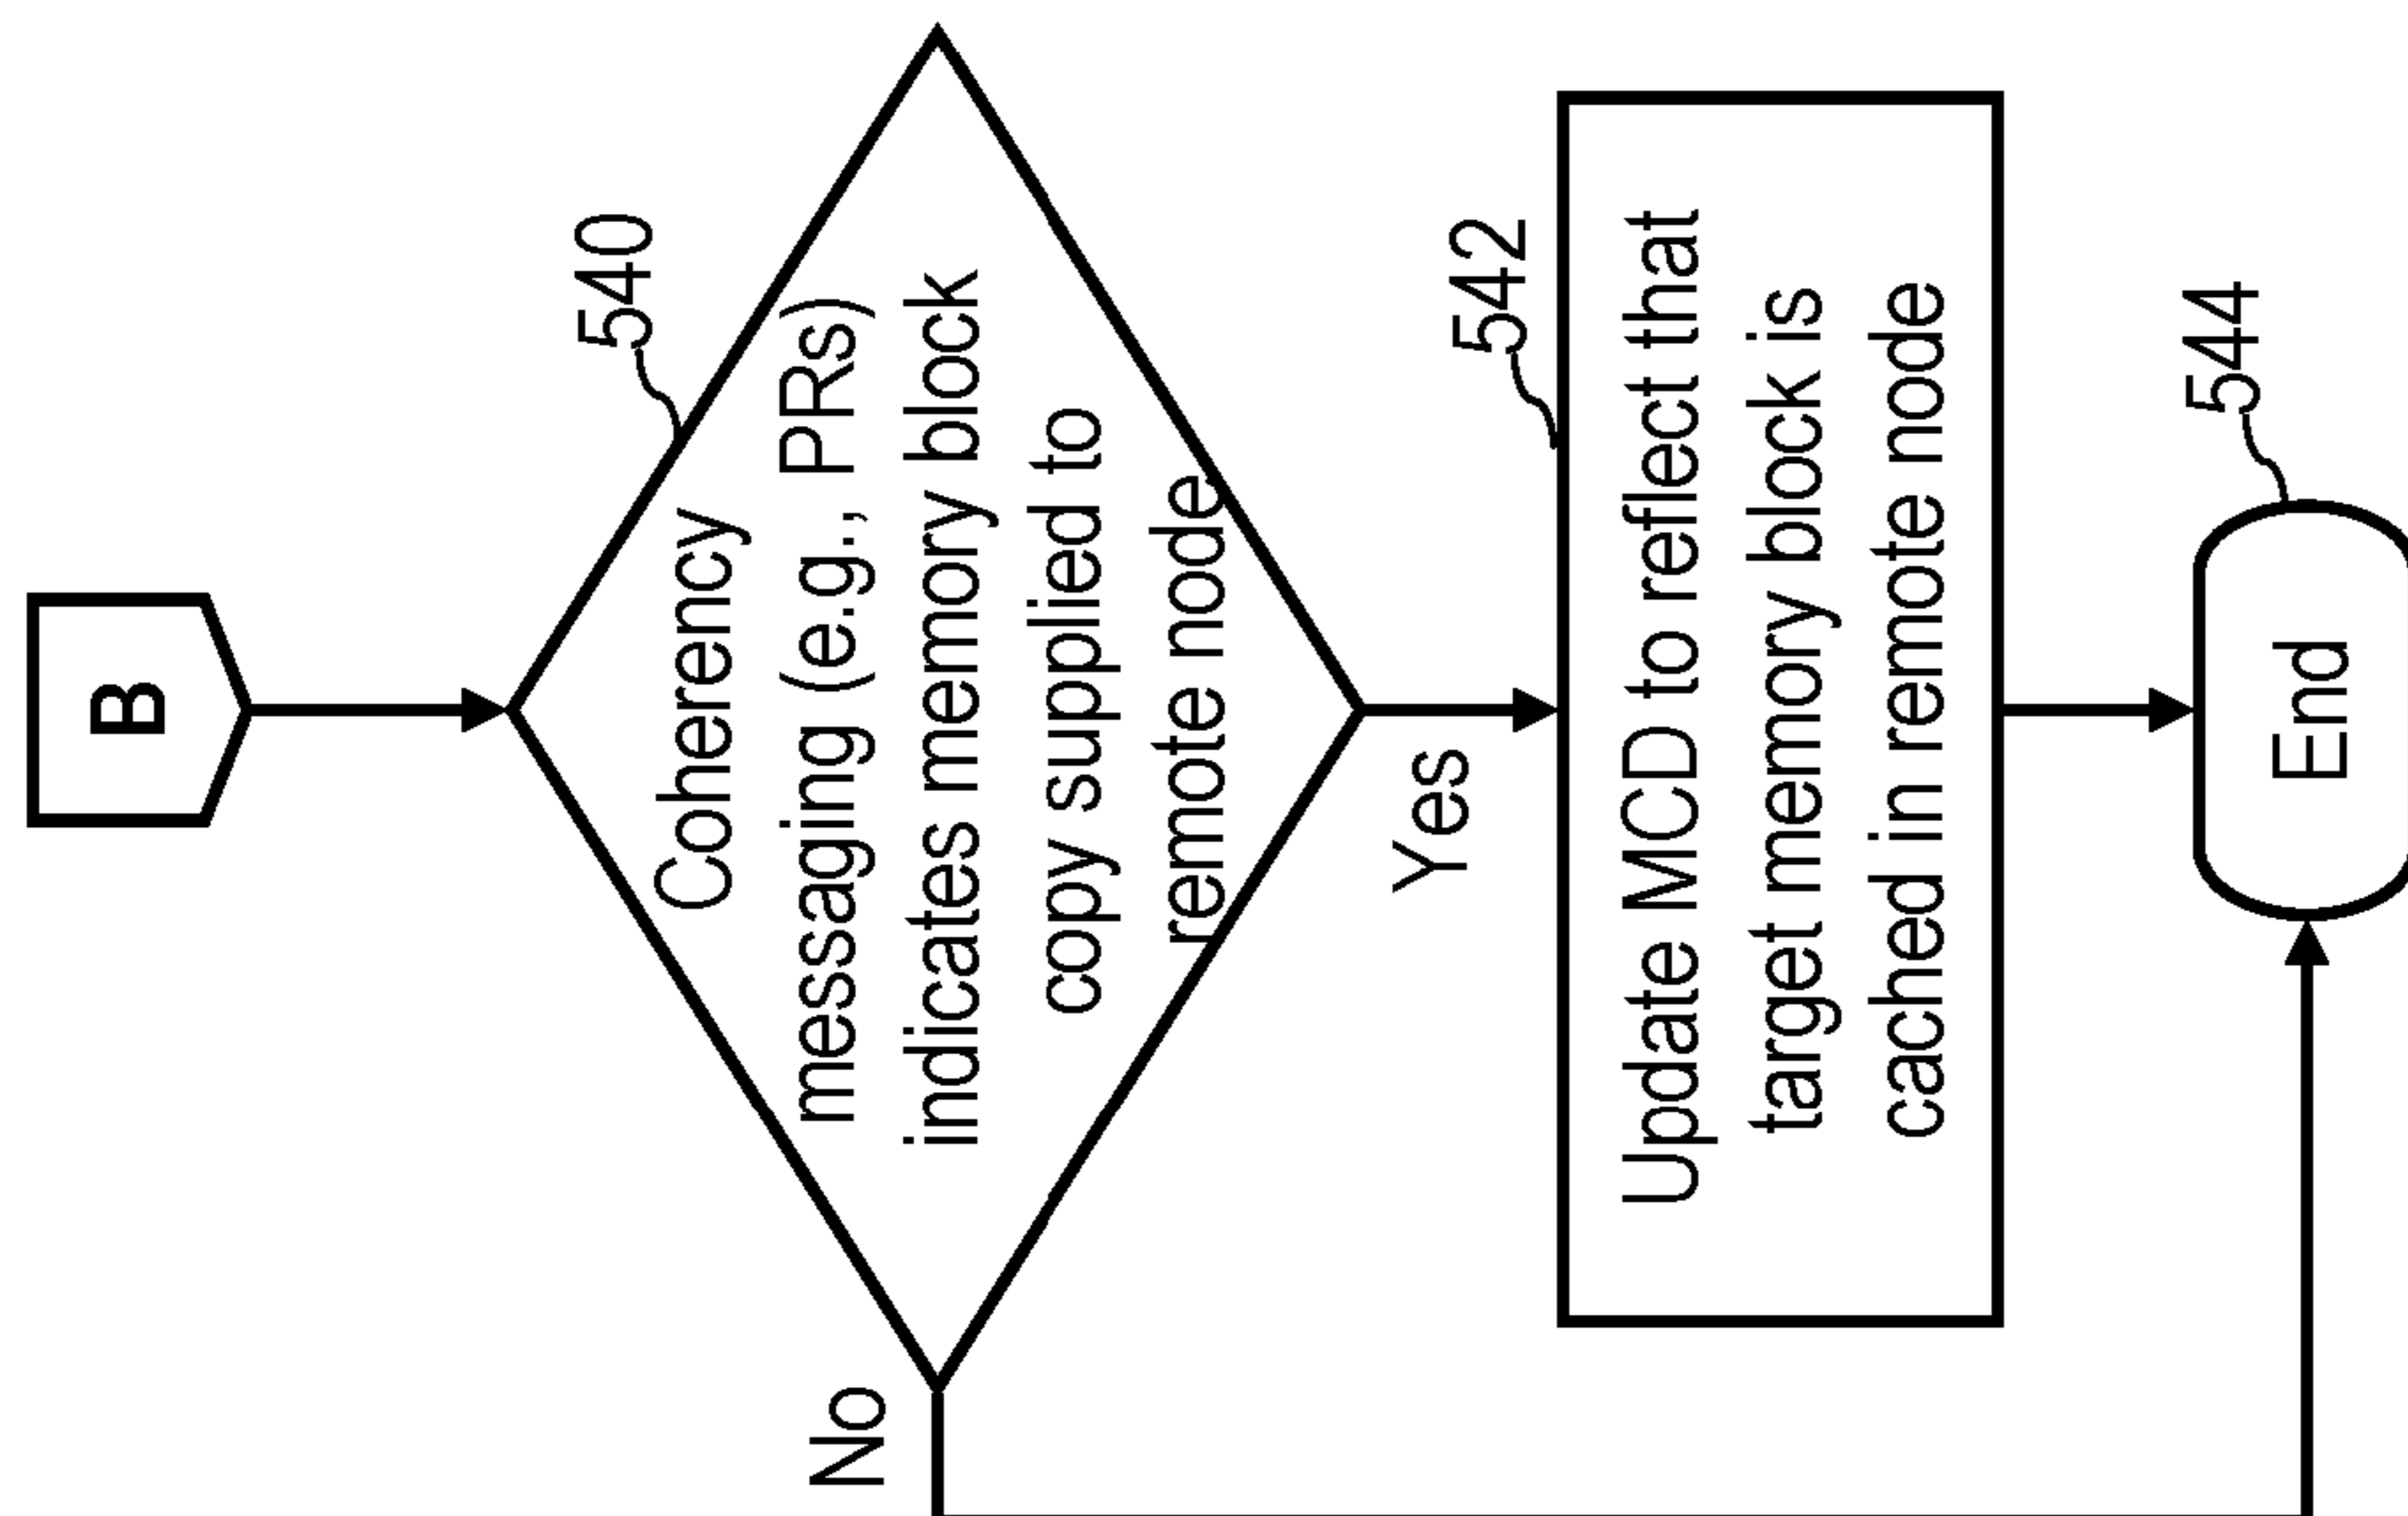 B
540
Coherency
messaging (e.g., PRs)
indicates memory block
copy supplied to
remote node
No
Yes
542
Update MCD to reflect that
target memory block is
cached in remote node
544
End